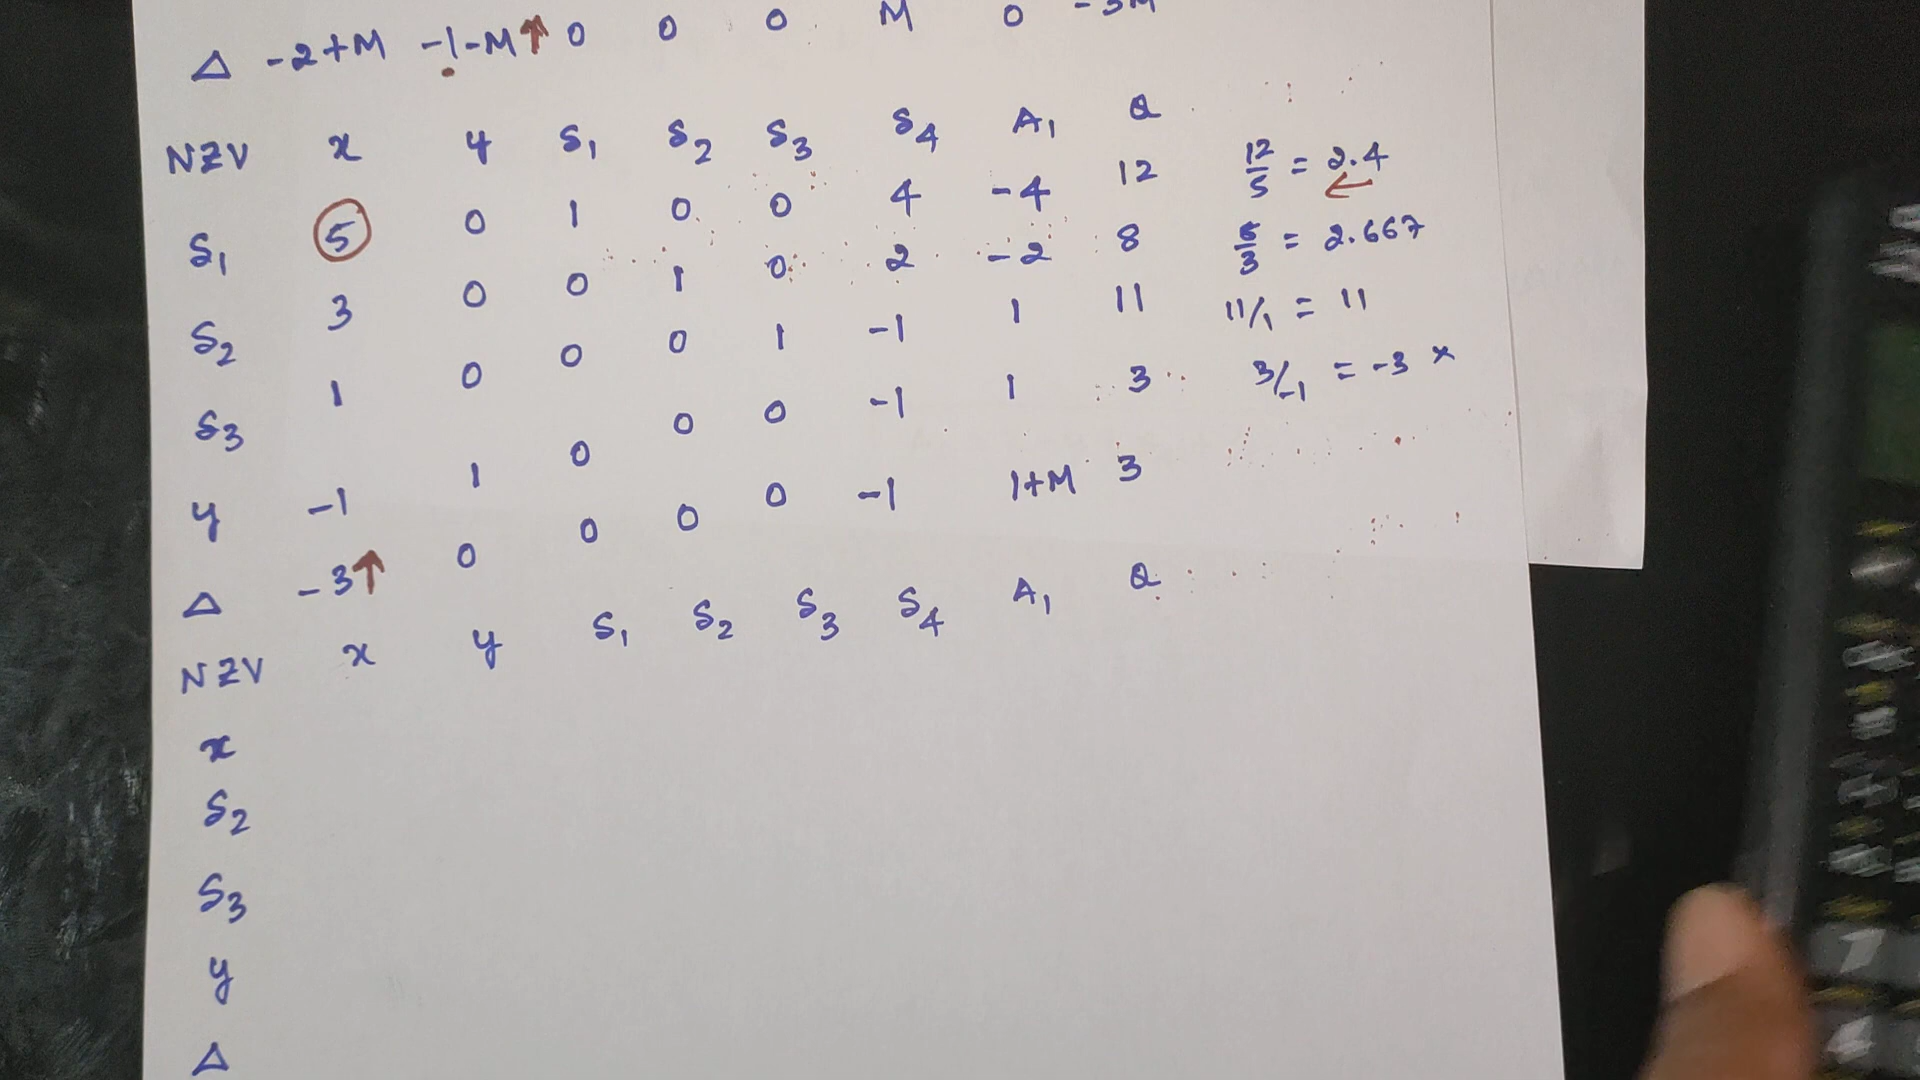 Δ -2+M -1-M↑ 0 0 0 M 0 -3M
NZV x y S₁ S₂ S₃ S₄ A₁ Q
S₁ 5 0 1 0 0 4 -4 12 12/5 = 2.4 ←
S₂ 3 0 0 1 0 2 -2 8 8/3 = 2.667
S₃ 1 0 0 0 1 -1 1 11 11/1 = 11
y -1 1 0 0 0 -1 1 3 3/-1 = -3 ×
Δ -3↑ 0 0 0 0 -1 1+M 3
NZV x y S₁ S₂ S₃ S₄ A₁ Q
x
S₂
S₃
y
Δ